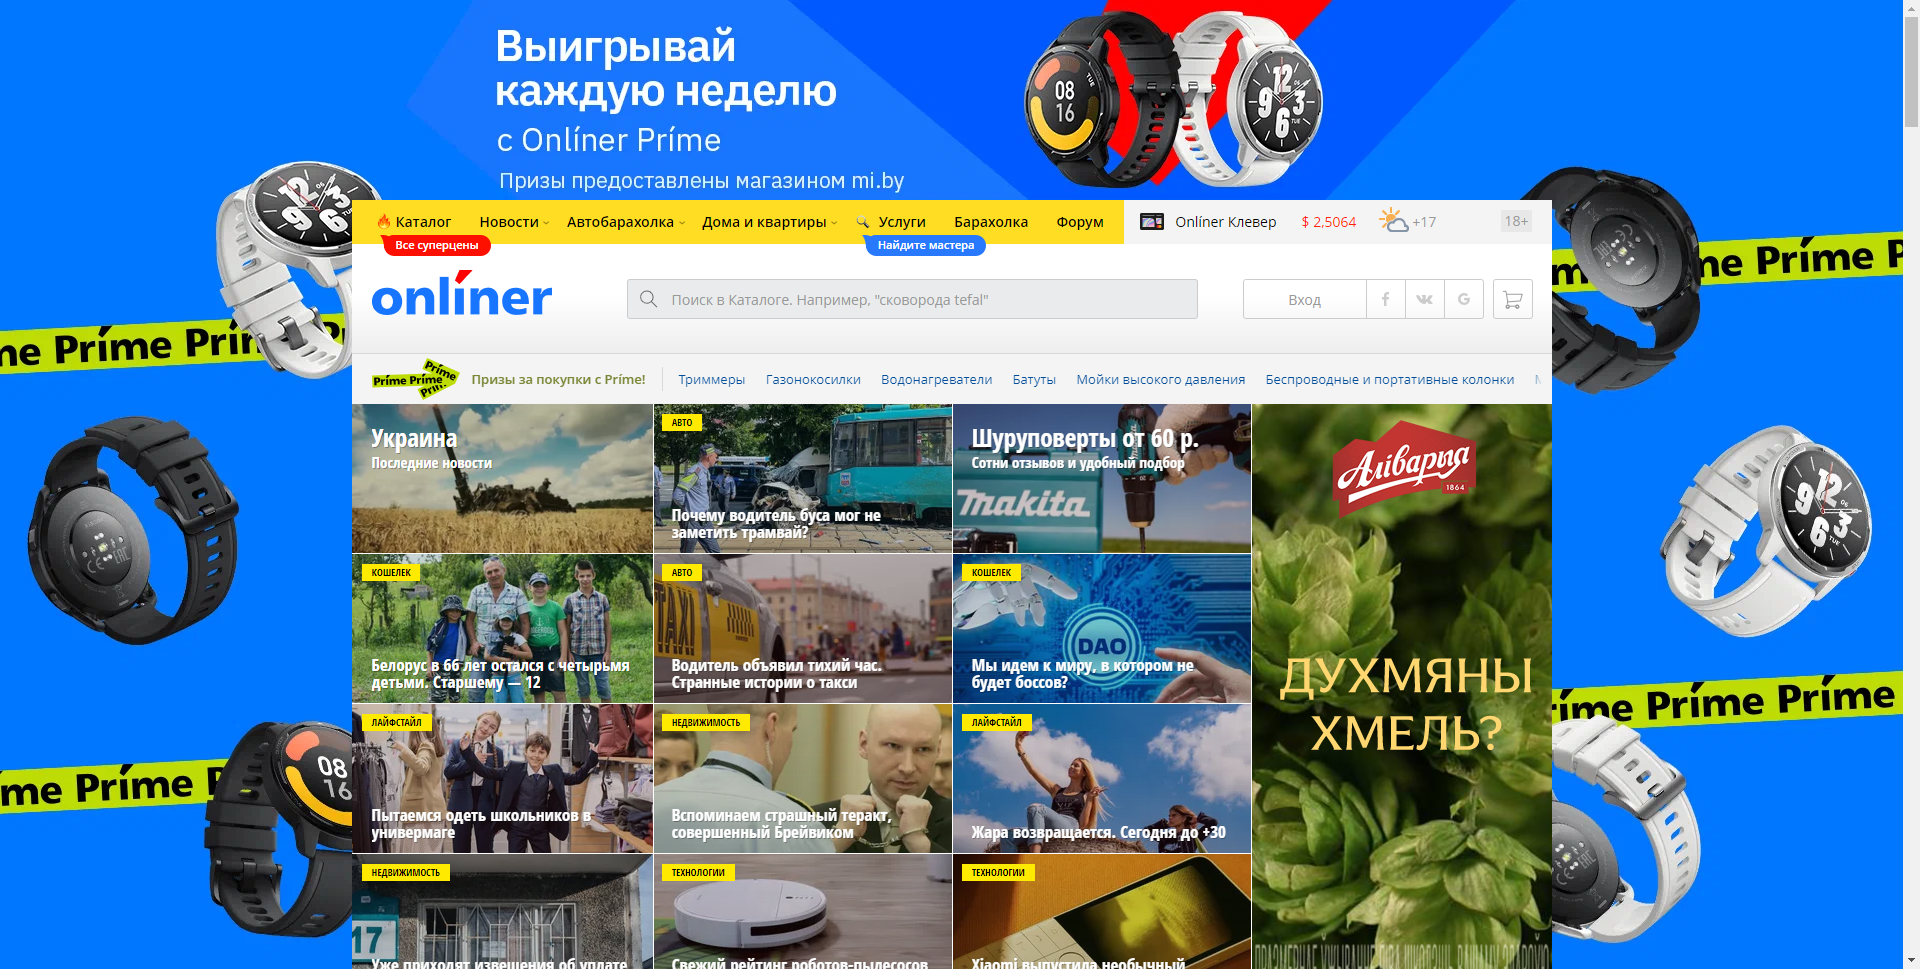 Выигрывай
каждую неделю
с Onlíner Príme
Призы предоставлены магазином mi.by
Каталог Новости Автобарахолка Дома и квартиры Услуги Барахолка Форум Onlíner Клевер $ 2,5064 +17 18+
Все суперцены Найдите мастера
onlíner
Поиск в Каталоге. Например, "сковорода tefal"
Вход
Príme Príme Príme
Призы за покупки с Príme! Триммеры Газонокосилки Водонагреватели Батуты Мойки высокого давления Беспроводные и портативные колонки
Украина
Последние новости
АВТО
Почему водитель буса мог не
заметить трамвай?
Шуруповерты от 60 р.
Сотни отзывов и удобный подбор
makita
Аліварыя
1864
КОШЕЛЕК
Белорус в 66 лет остался с четырьмя
детьми. Старшему — 12
АВТО
TAXI
Водитель объявил тихий час.
Странные истории о такси
КОШЕЛЕК
DAO
Мы идем к миру, в котором не
будет боссов?
ДУХМЯНЫ
ХМЕЛЬ?
ЛАЙФСТАЙЛ
Пытаемся одеть школьников в
универмаге
НЕДВИЖИМОСТЬ
Вспоминаем страшный теракт,
совершенный Брейвиком
ЛАЙФСТАЙЛ
Жара возвращается. Сегодня до +30
НЕДВИЖИМОСТЬ
17
Уже приходят извещения об уплате
ТЕХНОЛОГИИ
Свежий рейтинг роботов-пылесосов
ТЕХНОЛОГИИ
Xiaomi выпустила необычный
me Príme Prím
me Príme P
me Príme P
íme Príme Príme
08
16
TUE
12
3
6
9